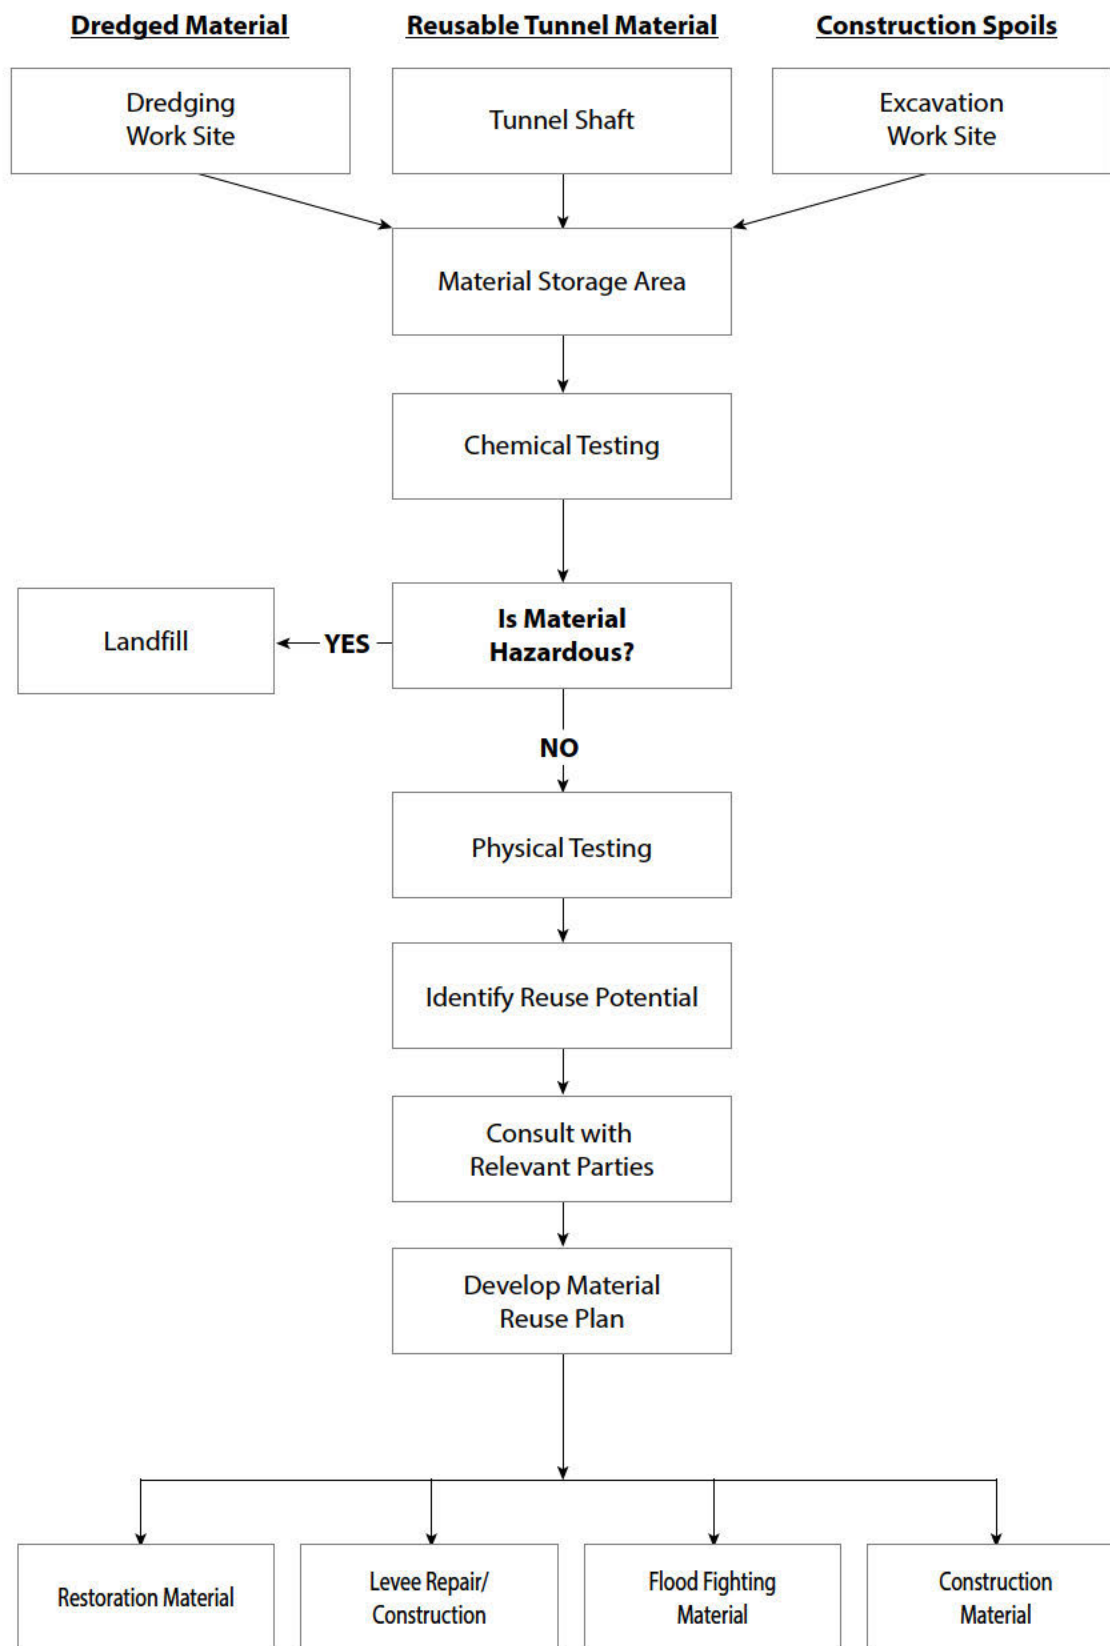 Dredged Material
Reusable Tunnel Material
Construction Spoils
Dredging
Work Site
Tunnel Shaft
Excavation
Work Site
Material Storage Area
Chemical Testing
Is Material
Hazardous?
YES
Landfill
NO
Physical Testing
Identify Reuse Potential
Consult with
Relevant Parties
Develop Material
Reuse Plan
Restoration Material
Levee Repair/
Construction
Flood Fighting
Material
Construction
Material